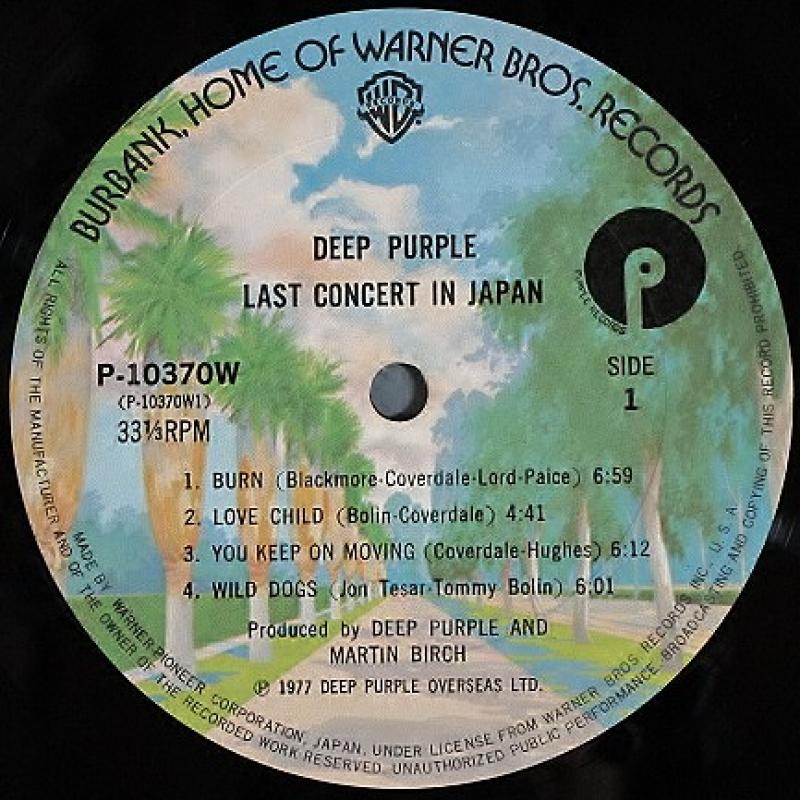 BURBANK, HOME OF WARNER BROS. RECORDS
RECORDS
DEEP PURPLE
LAST CONCERT IN JAPAN
PURPLE RECORDS
P-10370W
(P-10370W1)
33⅓RPM
SIDE
1
1. BURN (Blackmore·Coverdale·Lord·Paice) 6:59
2. LOVE CHILD (Bolin·Coverdale) 4:41
3. YOU KEEP ON MOVING (Coverdale·Hughes) 6:12
4. WILD DOGS (Jon Tesar·Tommy Bolin) 6:01
Produced by DEEP PURPLE AND
MARTIN BIRCH
Ⓟ 1977 DEEP PURPLE OVERSEAS LTD.
MADE BY WARNER-PIONEER CORPORATION, JAPAN. UNDER LICENSE FROM WARNER BROS RECORDS INC., U.S.A
ALL RIGHTS OF THE MANUFACTURER AND OF THE OWNER OF THE RECORDED WORK RESERVED. UNAUTHORIZED PUBLIC PERFORMANCE, BROADCASTING AND COPYING OF THIS RECORD PROHIBITED.